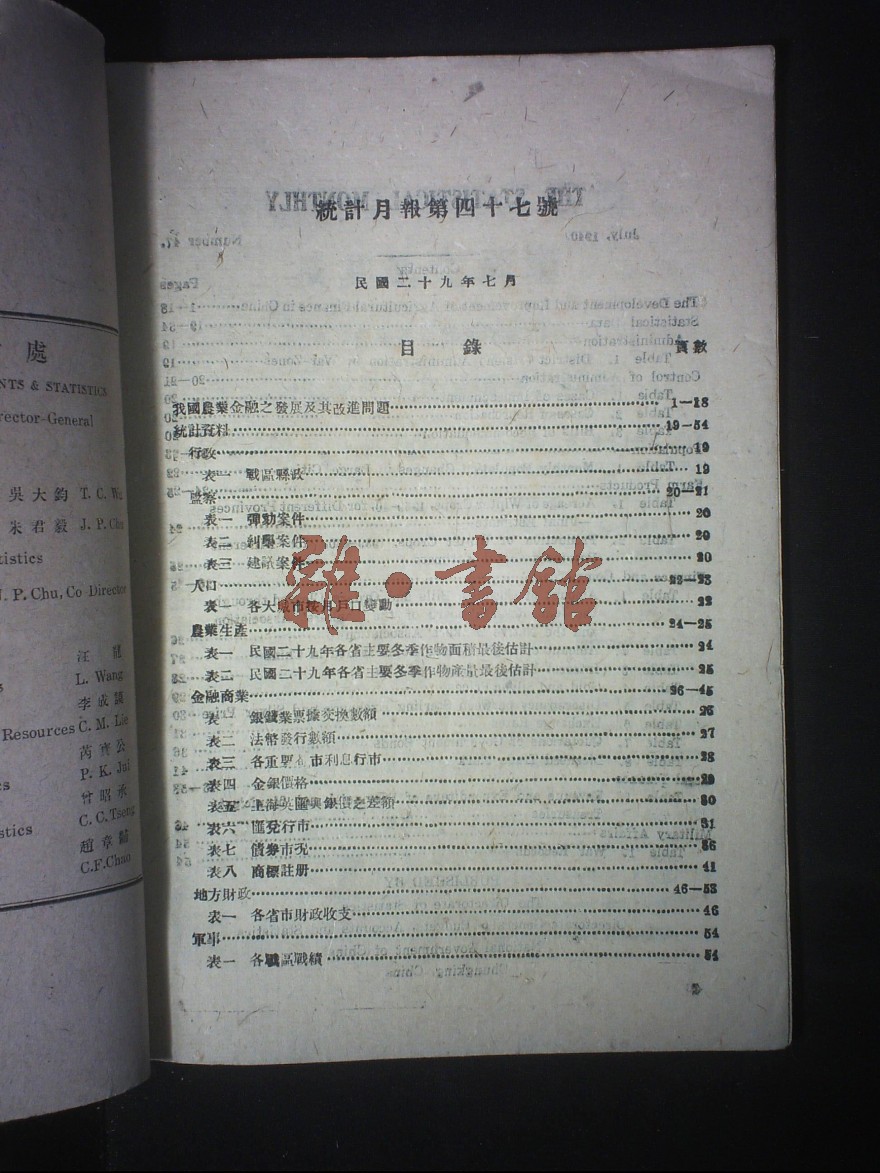 處
NTS & STATISTICS
rector-General
吳大鈞 T. C. W
朱君毅 J. P. Chu
tistics
N. P. Chu, Co Director
汪龍
L. Wang
李成謨
Resources C. M. Lie
芮寶公
P. K. Jui
cs
曾昭承
C. C. Tseng
istics
趙章黼
C.F.Chao
統計月報第四十七號
民國二十九年七月
目錄 頁數
我國農業金融之發展及其改進問題 1—18
統計資料 19—54
行政 19
表一 戰區縣政 19
監察 20—21
表一 彈劾案件 20
表二 糾舉案件 20
表三 建議案件 20
人口 22—23
表一 各大城市按月戶口變動 22
農業生產 24—25
表一 民國二十九年各省主要冬季作物面積最後估計 24
表二 民國二十九年各省主要冬季作物產量最後估計 25
金融商業 26—45
表一 銀錢業票據交換數額 26
表二 法幣發行數額 27
表三 各重要市利息行市 28
表四 金銀價格 29
表五 上海英匯與銀價之差額 30
表六 匯兌行市 31
表七 債券市況 36
表八 商標註册 41
地方財政 46—53
表一 各省市財政收支 46
軍事 54
表一 各戰區戰績 54
雜·書館